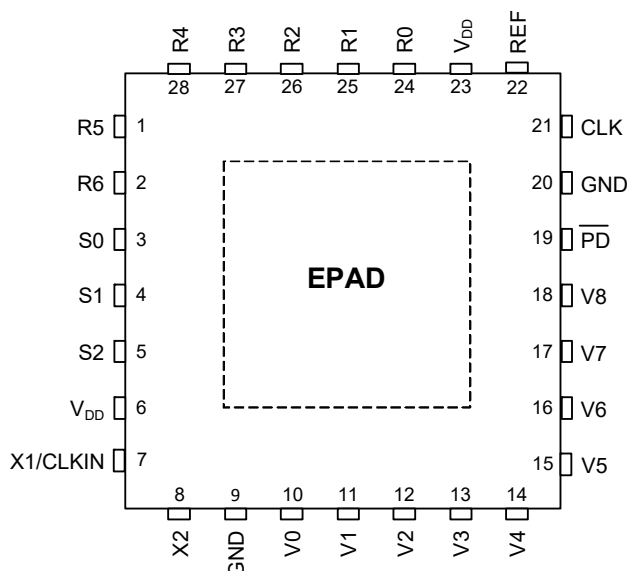 R4 R3 R2 R1 R0 VDD REF
28 27 26 25 24 23 22
R5 1 21 CLK
R6 2 20 GND
S0 3 19 PD
EPAD
S1 4 18 V8
S2 5 17 V7
VDD 6 16 V6
X1/CLKIN 7 15 V5
8 9 10 11 12 13 14
X2 GND V0 V1 V2 V3 V4